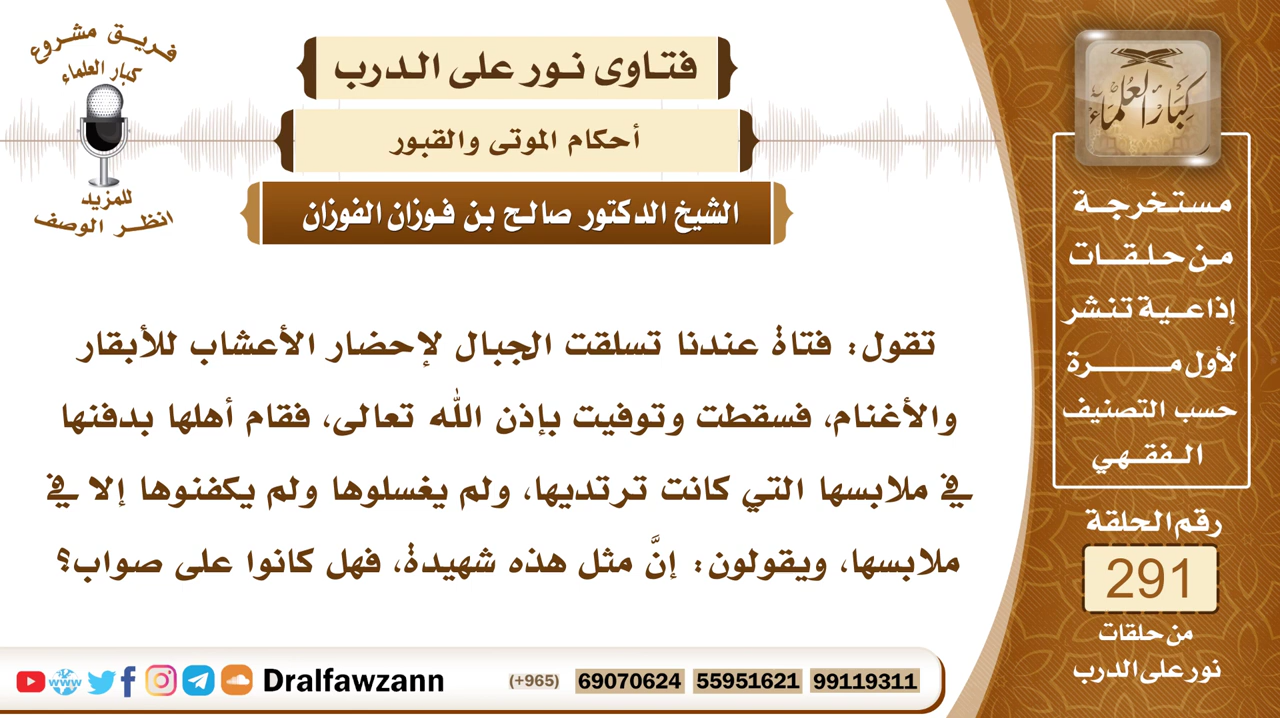 فريق مشروع
كبار العلماء
للمزيد
انظر الوصف
فتاوى نور على الدرب
أحكام الموتى والقبور
الشيخ الدكتور صالح بن فوزان الفوزان
كبار العلماء
مستخرجة
من حلقات
إذاعية تنشر
لأول مرة
حسب التصنيف
الفقهي
رقم الحلقة
291
من حلقات
نور على الدرب
تقول: فتاةٌ عندنا تسلقت الجبال لإحضار الأعشاب للأبقار
والأغنام، فسقطت وتوفيت بإذن الله تعالى، فقام أهلها بدفنها
في ملابسها التي كانت ترتديها، ولم يغسلوها ولم يكفنوها إلا في
ملابسها، ويقولون: إنَّ مثل هذه شهيدةٌ، فهل كانوا على صواب؟
www
Dralfawzann
(+965) 69070624 55951621 99119311